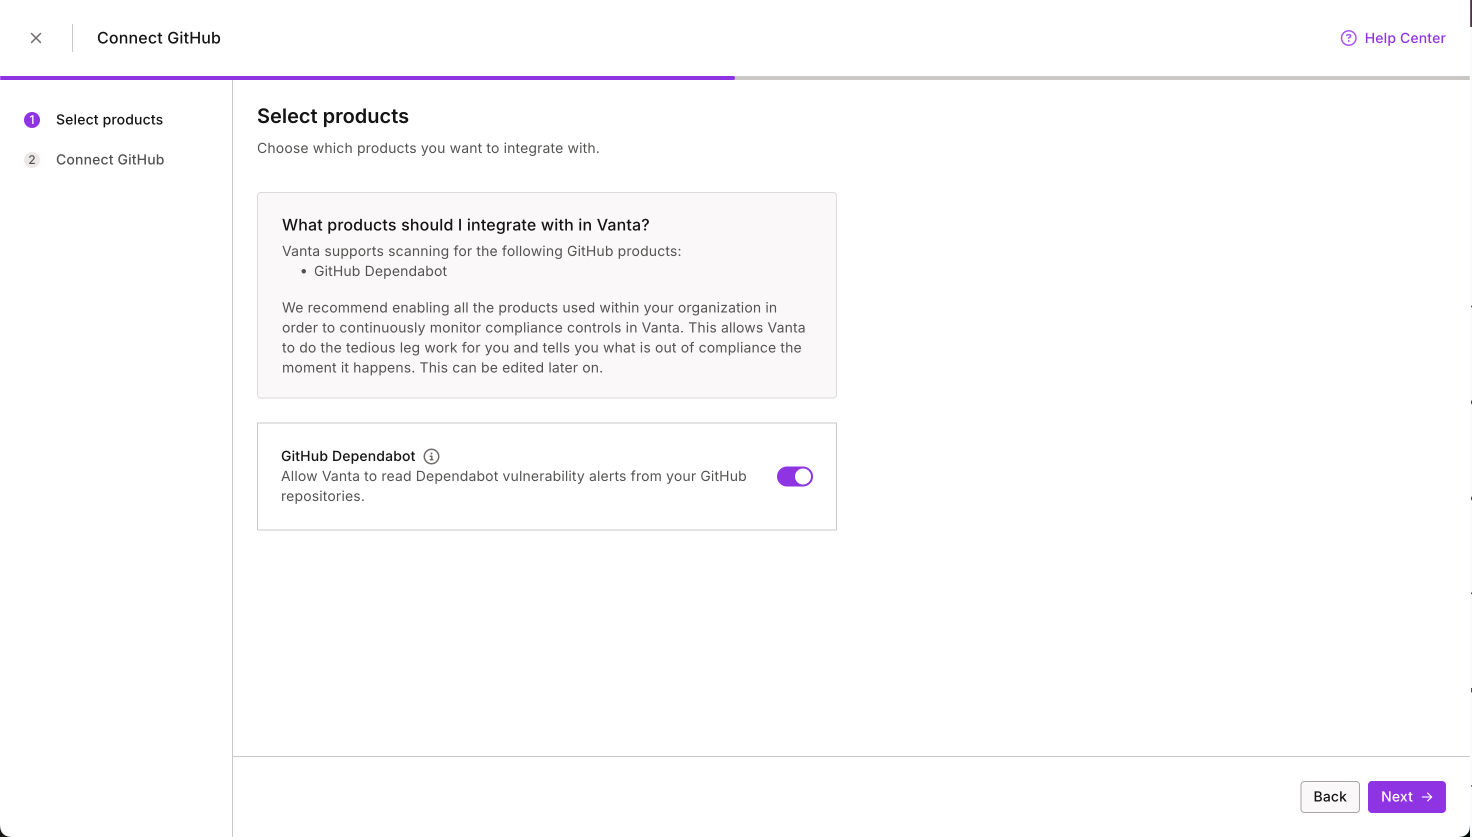 Connect GitHub
Help Center
1 Select products
2 Connect GitHub
Select products
Choose which products you want to integrate with.
What products should I integrate with in Vanta?
Vanta supports scanning for the following GitHub products:
• GitHub Dependabot
We recommend enabling all the products used within your organization in
order to continuously monitor compliance controls in Vanta. This allows Vanta
to do the tedious leg work for you and tells you what is out of compliance the
moment it happens. This can be edited later on.
GitHub Dependabot
Allow Vanta to read Dependabot vulnerability alerts from your GitHub
repositories.
Back
Next →